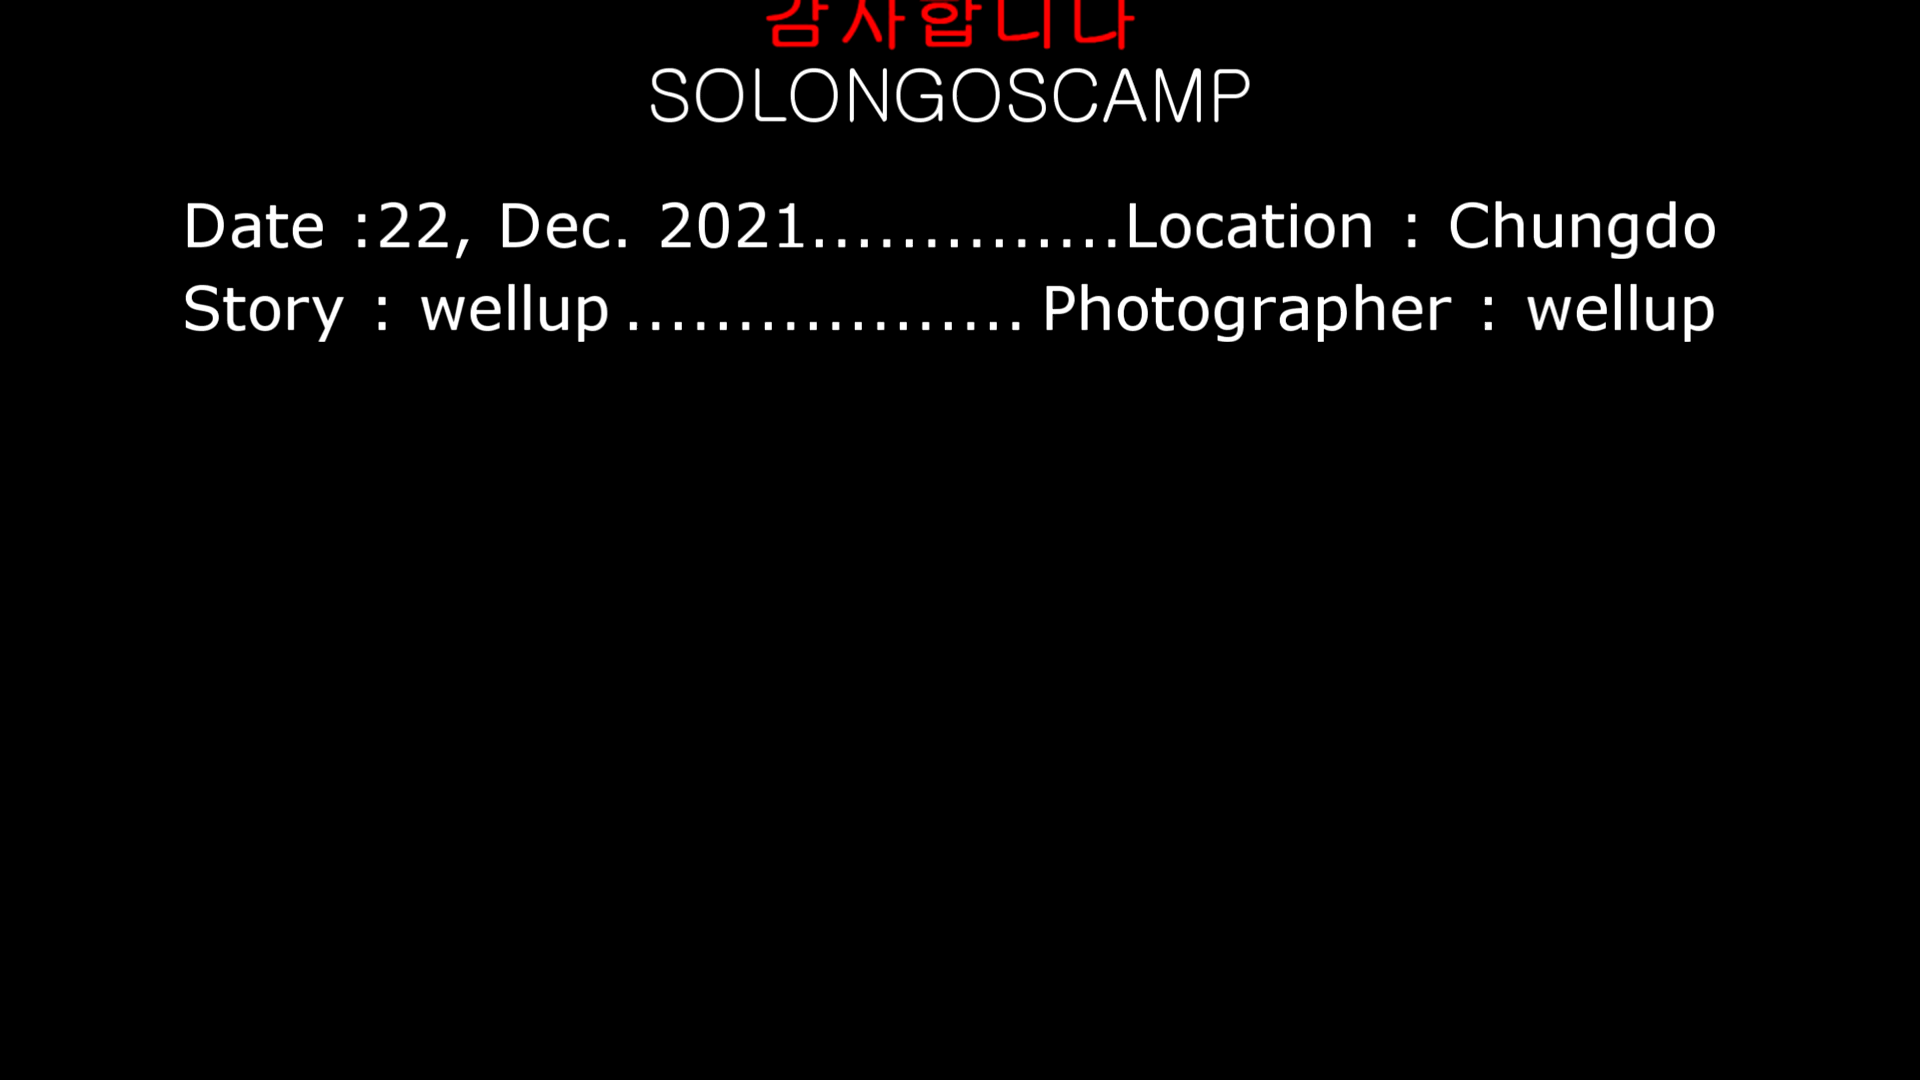 감사합니다
SOLONGOSCAMP
Date :22, Dec. 2021..............Location : Chungdo
Story : wellup .................. Photographer : wellup